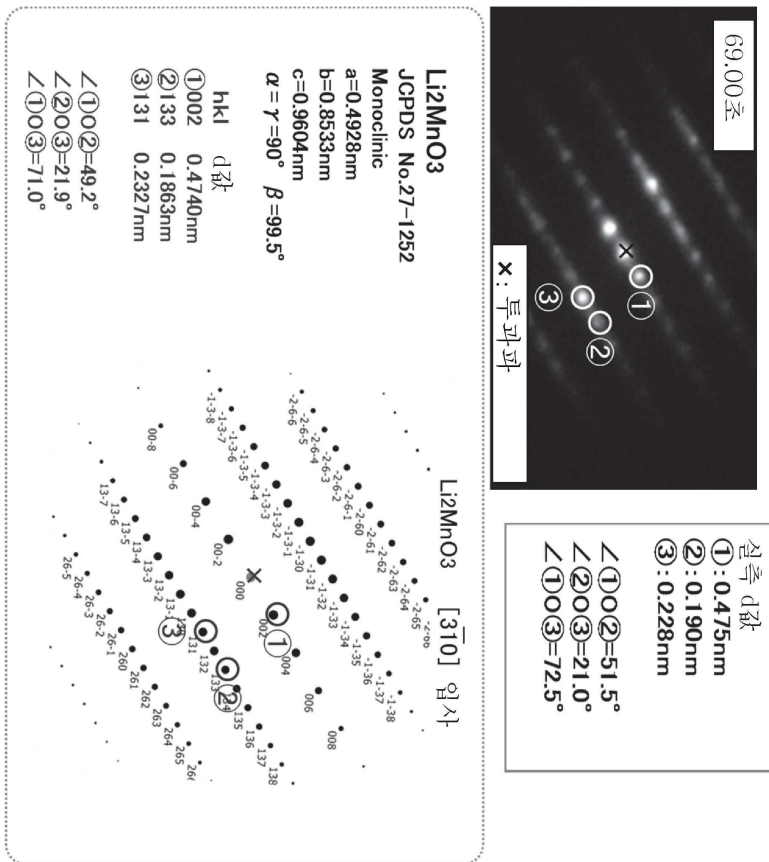 69.00초
①
②
③
×: 투과파
실측 d값
①: 0.475nm
②: 0.190nm
③: 0.228nm
∠①O②=51.5°
∠②O③=21.0°
∠①O③=72.5°
Li2MnO3
JCPDS No.27-1252
Monoclinic
a=0.4928nm
b=0.8533nm
c=0.9604nm
α=γ=90° β=99.5°
hkl d값
①002 0.4740nm
②133 0.1863nm
③131 0.2327nm
∠①O②=49.2°
∠②O③=21.9°
∠①O③=71.0°
Li2MnO3 [31̅0] 입사
-2-6-6 -2-6-5 -2-6-4 -2-6-3 -2-6-2 -2-6-1 -2-60 -2-61 -2-62 -2-63 -2-64 -2-65 -2-66
-1-3-8 -1-3-7 -1-3-6 -1-3-5 -1-3-4 -1-3-3 -1-3-2 -1-3-1 -1-30 -1-31 -1-32 -1-33 -1-34 -1-35 -1-36 -1-37 -1-38
00-8 00-6 00-4 00-2 000 002 004 006 008
①
13-7 13-6 13-5 13-4 13-3 13-2 131 132 133 135 136 137 138
③ ②
26-5 26-4 26-3 26-2 26-1 260 261 262 263 264 265